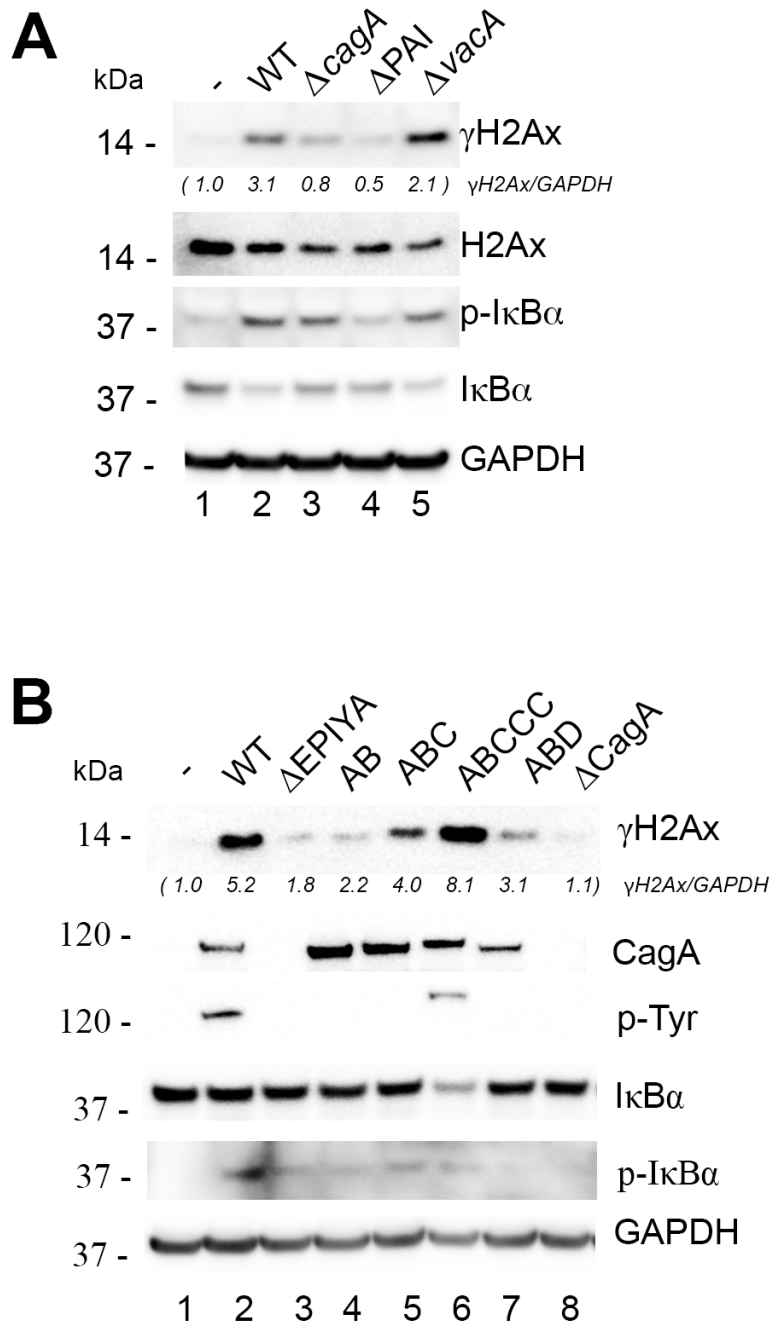 A
kDa - WT ΔcagA ΔPAI ΔvacA
14 - γH2Ax
( 1.0 3.1 0.8 0.5 2.1 ) γH2Ax/GAPDH
14 - H2Ax
37 - p-IκBα
37 - IκBα
37 - GAPDH
1 2 3 4 5
B
kDa - WT ΔEPIYA AB ABC ABCCC ABD ΔCagA
14 - γH2Ax
( 1.0 5.2 1.8 2.2 4.0 8.1 3.1 1.1) γH2Ax/GAPDH
120 - CagA
120 - p-Tyr
37 - IκBα
37 - p-IκBα
37 - GAPDH
1 2 3 4 5 6 7 8